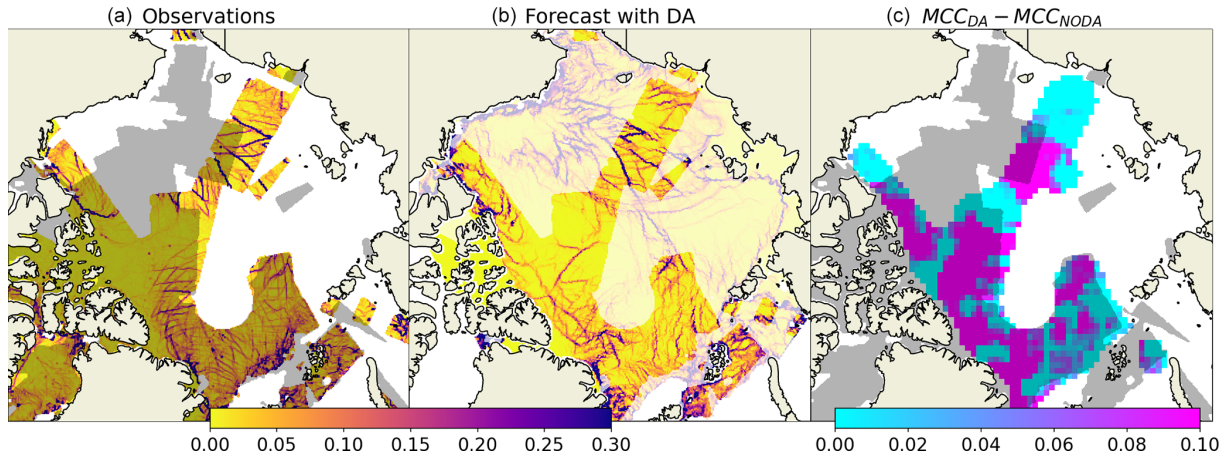 (a) Observations
(b) Forecast with DA
(c) MCC_DA − MCC_NODA
0.00 0.05 0.10 0.15 0.20 0.25 0.30
0.00 0.02 0.04 0.06 0.08 0.10